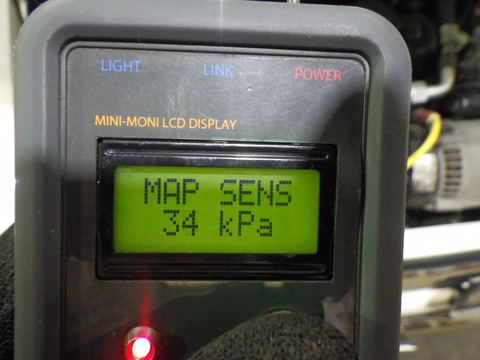 LIGHT LINK POWER
MINI-MONI LCD DISPLAY
MAP SENS
34 kPa